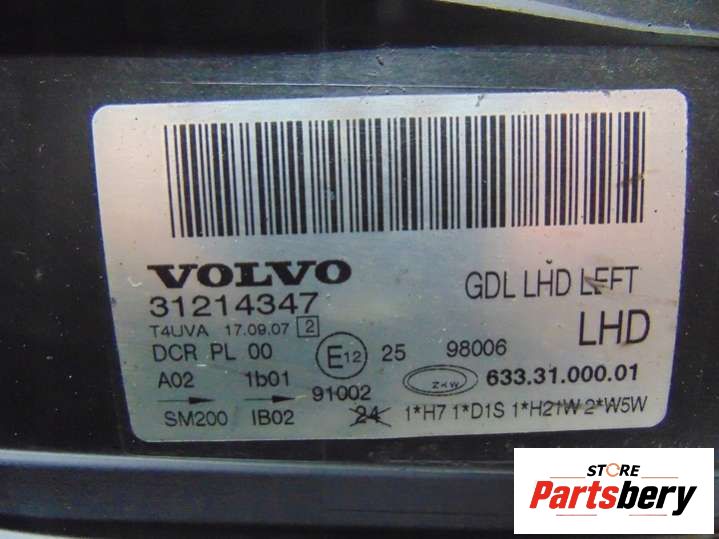 VOLVO
GDL LHD LEFT
31214347
LHD
T4UVA 17.09.07 2
DCR PL 00 E12 25 98006
A02 1b01 91002 ZKW 633.31.000.01
SM200 IB02 24 1*H7 1*D1S 1*H21W 2*W5W
STORE
Partsbery